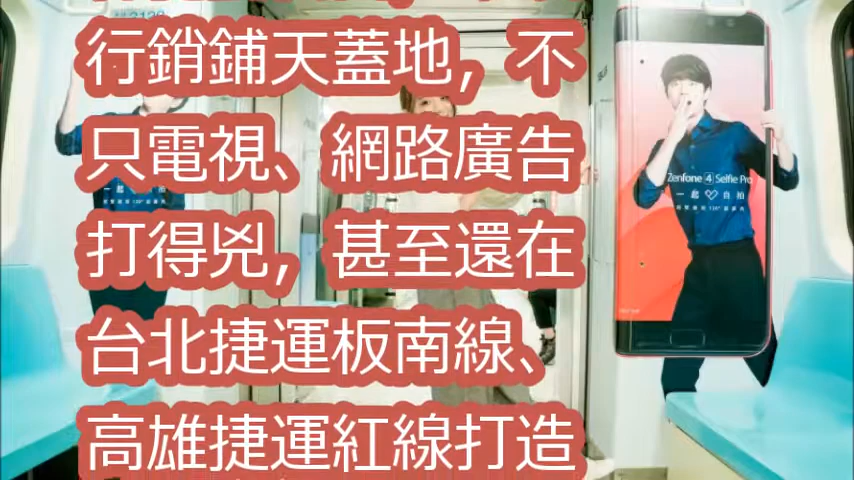 行銷鋪天蓋地，不
只電視、網路廣告
打得兇，甚至還在
台北捷運板南線、
高雄捷運紅線打造
Zenfone 4 Selfie Pro
一起 自拍